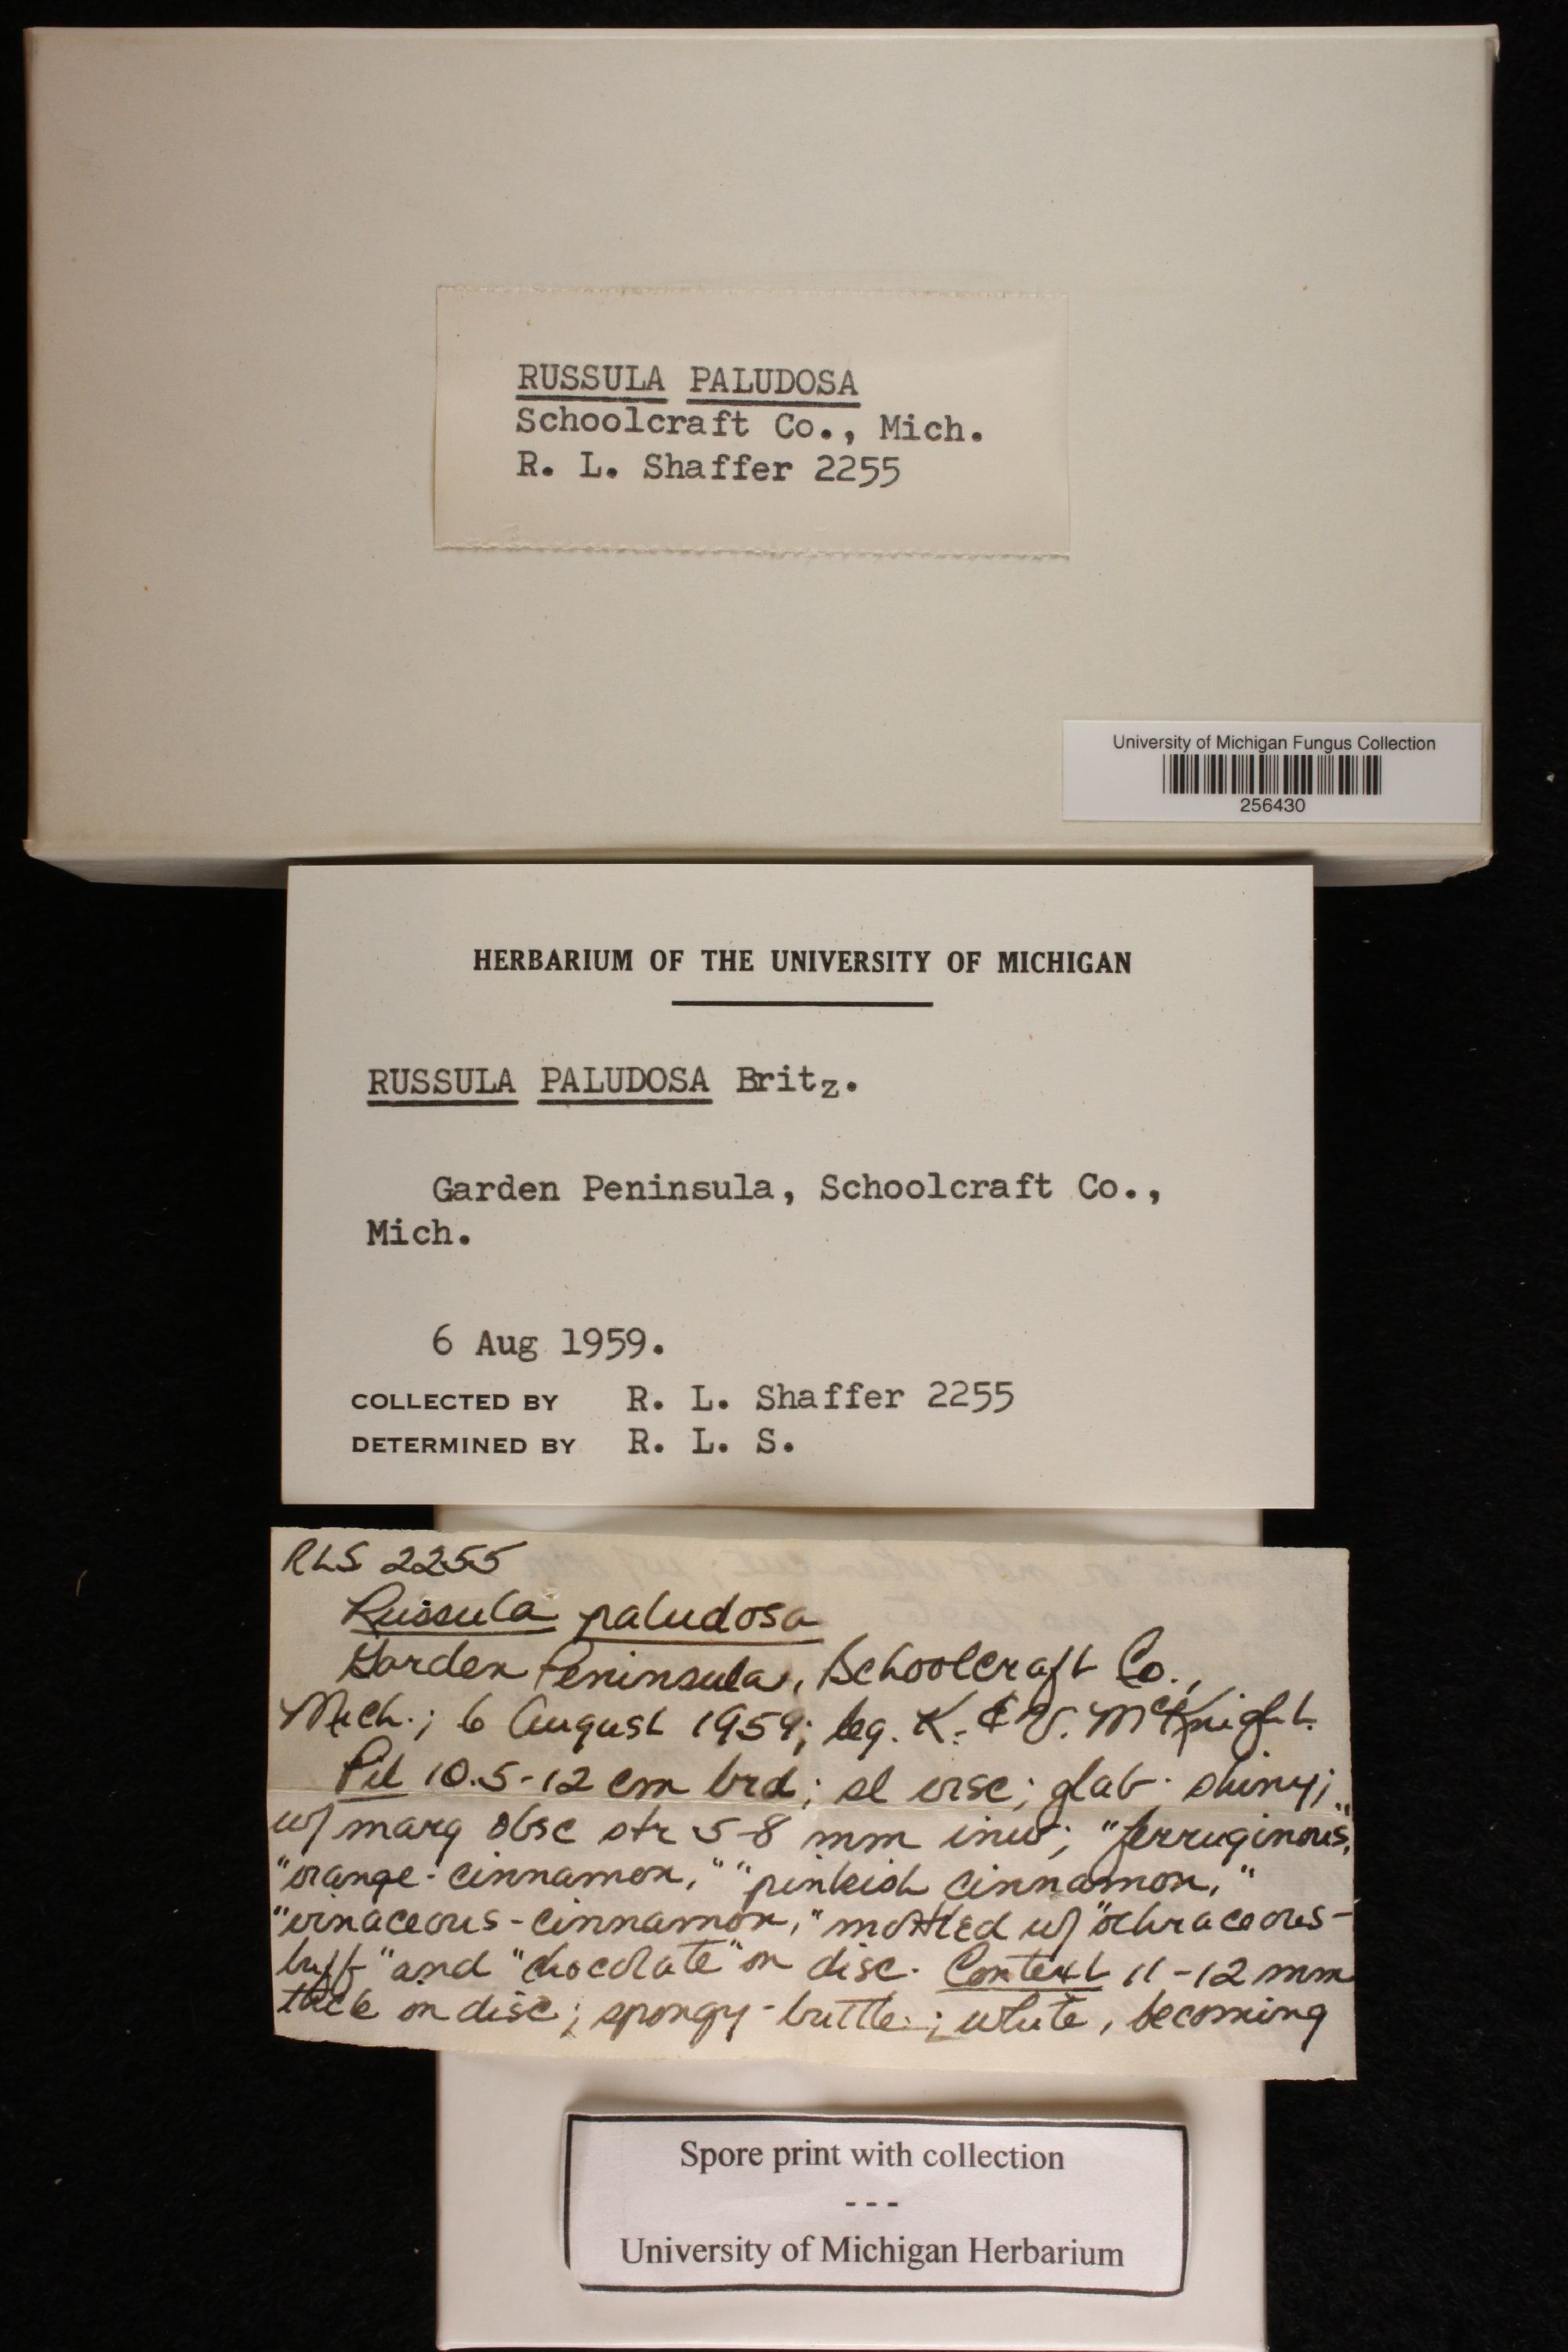 RUSSULA PALUDOSA
Schoolcraft Co., Mich.
R. L. Shaffer 2255
University of Michigan Fungus Collection
256430
HERBARIUM OF THE UNIVERSITY OF MICHIGAN
RUSSULA PALUDOSA Britz.
Garden Peninsula, Schoolcraft Co.,
Mich.
6 Aug 1959.
COLLECTED BY R. L. Shaffer 2255
DETERMINED BY R. L. S.
RLS 2255
Russula paludosa
Garden Peninsula, Schoolcraft Co.,
Mich.; 6 August 1959; leg. K. & V. McKnight.
Pil 10.5-12 cm brd; sl visc; glab; shiny;
w/ marg obsc str 5-8 mm inw; "ferruginous,"
"orange-cinnamon," "pinkish cinnamon,"
"vinaceous-cinnamon," mottled w/ "ochraceous-
buff" and "chocolate" on disc. Context 11-12 mm
thick on disc; spongy-brittle; white, becoming
Spore print with collection
---
University of Michigan Herbarium